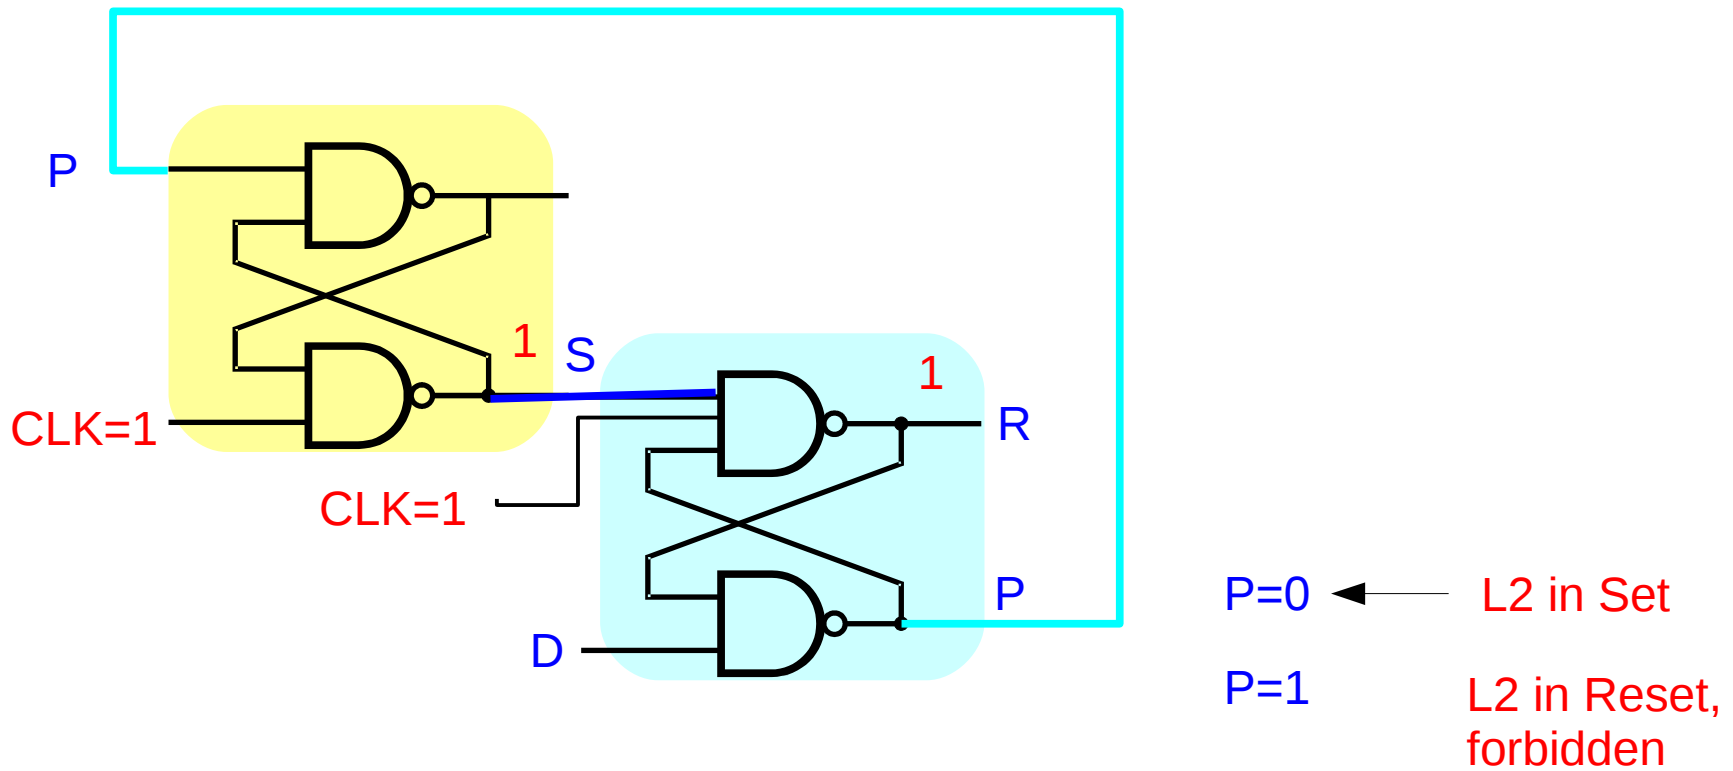 P
1
S
1
R
CLK=1
CLK=1
P
D
P=0
L2 in Set
P=1
L2 in Reset,
forbidden